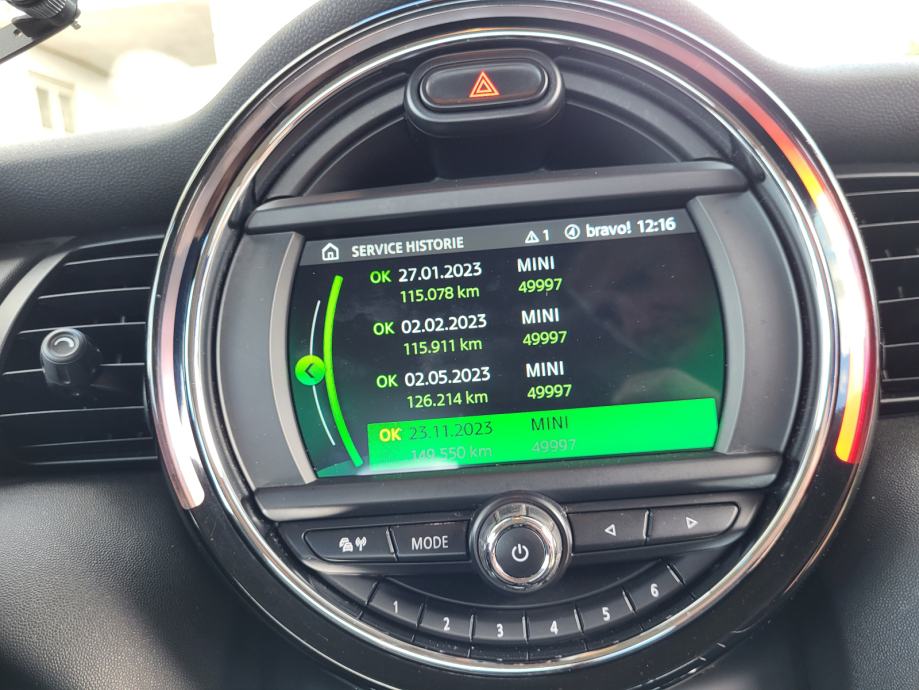 SERVICE HISTORIE 1 4 bravo! 12:16
OK 27.01.2023 MINI
115.078 km 49997
OK 02.02.2023 MINI
115.911 km 49997
OK 02.05.2023 MINI
126.214 km 49997
OK 23.11.2023 MINI
149.550 km 49997
MODE
1 2 3 4 5 6